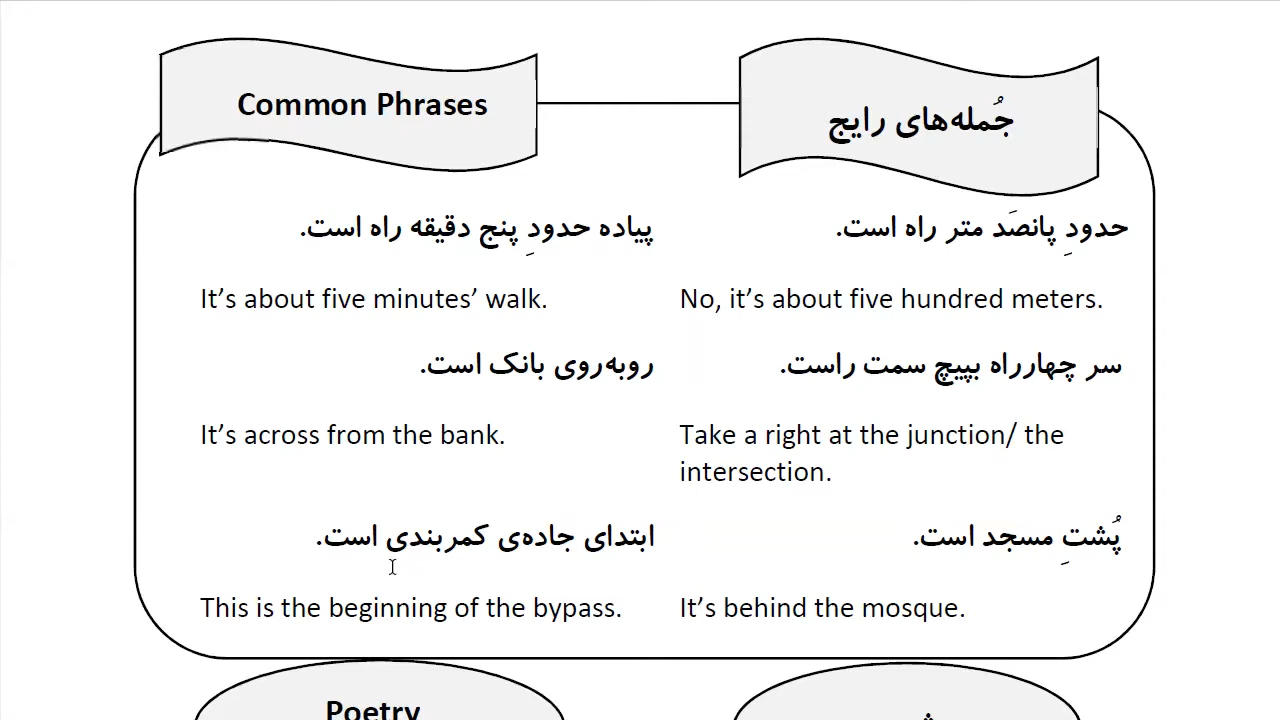 Common Phrases
جُمله‌های رایج
پیاده حدودِ پنج دقیقه راه است.
حدودِ پانصَد متر راه است.
It’s about five minutes’ walk.
No, it’s about five hundred meters.
روبه‌روی بانک است.
سر چهارراه بپیچ سمت راست.
It’s across from the bank.
Take a right at the junction/ the
intersection.
ابتدای جاده‌ی کمربندی است.
پُشتِ مسجد است.
This is the beginning of the bypass.
It’s behind the mosque.
Poetry